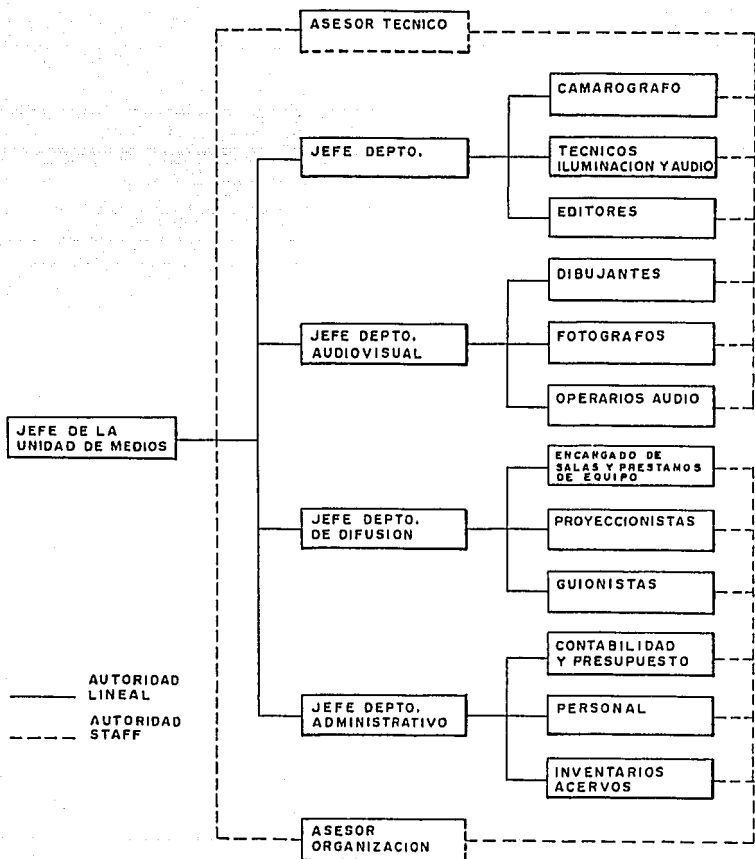 ASESOR TECNICO
CAMAROGRAFO
JEFE DEPTO.
TECNICOS
ILUMINACION Y AUDIO
EDITORES
DIBUJANTES
JEFE DEPTO.
AUDIOVISUAL
FOTOGRAFOS
OPERARIOS AUDIO
JEFE DE LA
UNIDAD DE MEDIOS
ENCARGADO DE
SALAS Y PRESTAMOS
DE EQUIPO
JEFE DEPTO.
DE DIFUSION
PROYECCIONISTAS
GUIONISTAS
CONTABILIDAD
Y PRESUPUESTO
JEFE DEPTO.
ADMINISTRATIVO
PERSONAL
INVENTARIOS
ACERVOS
AUTORIDAD
LINEAL
AUTORIDAD
STAFF
ASESOR
ORGANIZACION